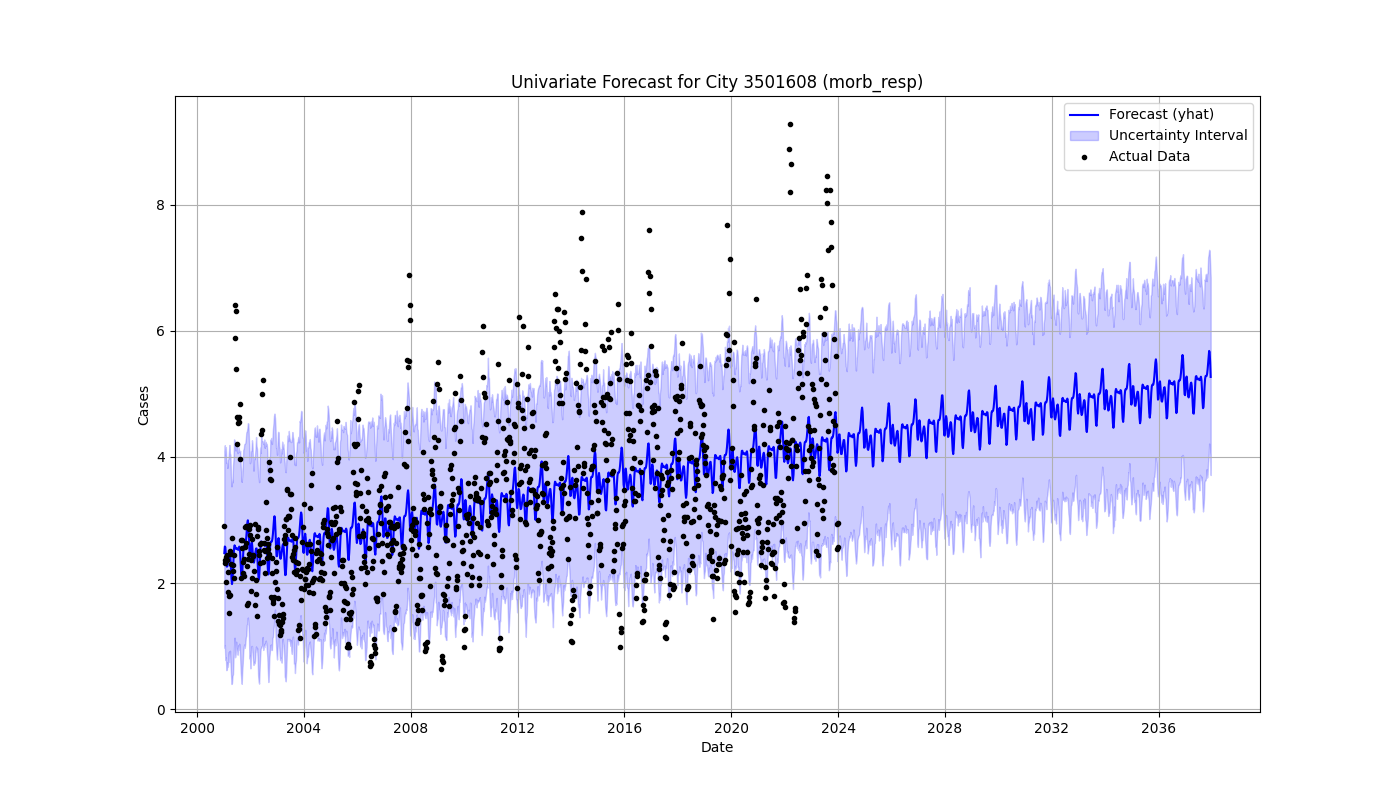 Univariate Forecast for City 3501608 (morb_resp)
Forecast (yhat)
Uncertainty Interval
Actual Data
Cases
8
6
4
2
0
2000 2004 2008 2012 2016 2020 2024 2028 2032 2036
Date